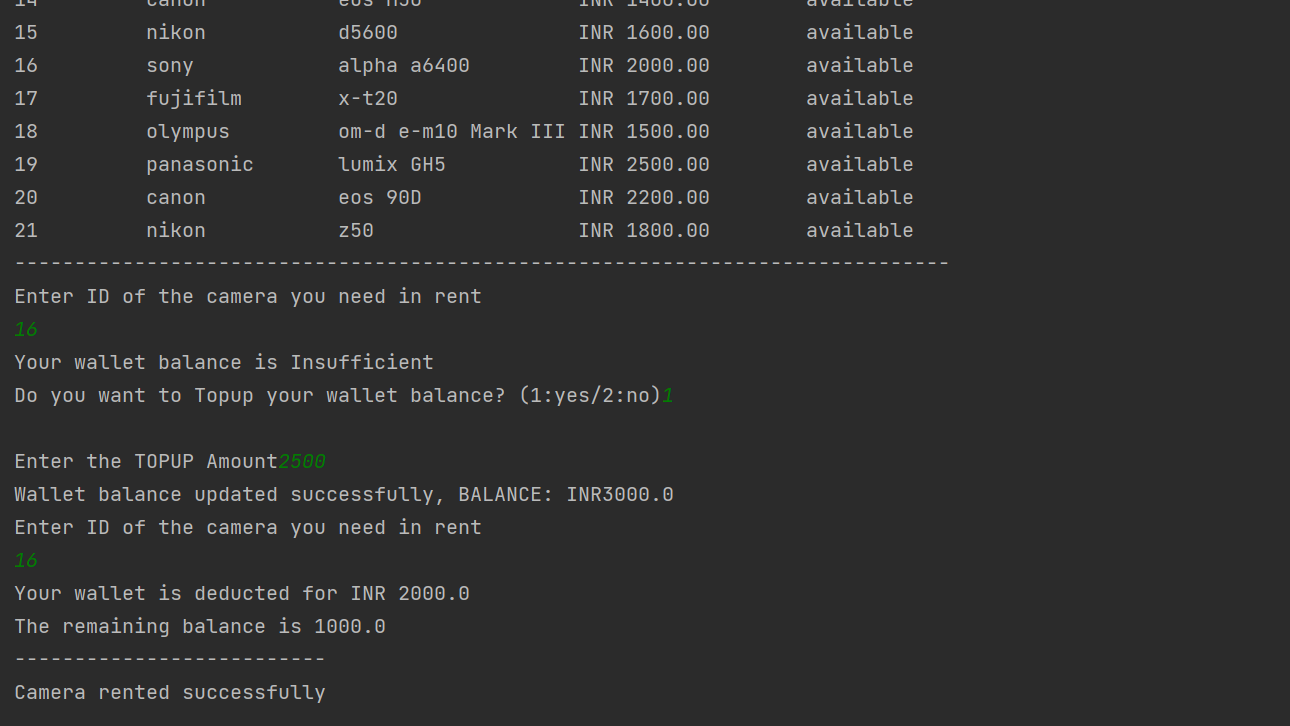 14 canon eos M50 INR 1400.00 available
15 nikon d5600 INR 1600.00 available
16 sony alpha a6400 INR 2000.00 available
17 fujifilm x-t20 INR 1700.00 available
18 olympus om-d e-m10 Mark III INR 1500.00 available
19 panasonic lumix GH5 INR 2500.00 available
20 canon eos 90D INR 2200.00 available
21 nikon z50 INR 1800.00 available
------------------------------------------------------------------------------
Enter ID of the camera you need in rent
16
Your wallet balance is Insufficient
Do you want to Topup your wallet balance? (1:yes/2:no)1
Enter the TOPUP Amount2500
Wallet balance updated successfully, BALANCE: INR3000.0
Enter ID of the camera you need in rent
16
Your wallet is deducted for INR 2000.0
The remaining balance is 1000.0
--------------------------
Camera rented successfully